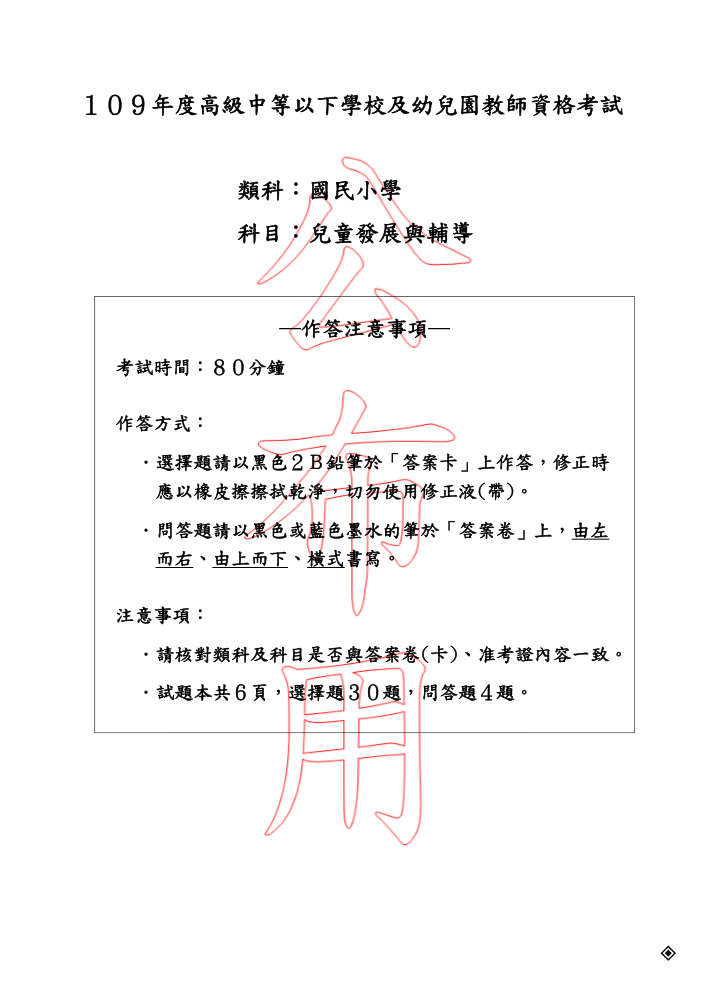 109年度高級中等以下學校及幼兒園教師資格考試
類科：國民小學
科目：兒童發展與輔導
—作答注意事項—
考試時間：80分鐘
作答方式：
．選擇題請以黑色2B鉛筆於「答案卡」上作答，修正時
應以橡皮擦擦拭乾淨，切勿使用修正液(帶)。
．問答題請以黑色或藍色墨水的筆於「答案卷」上，由左
而右、由上而下、橫式書寫。
注意事項：
．請核對類科及科目是否與答案卷(卡)、准考證內容一致。
．試題本共6頁，選擇題30題，問答題4題。
公布用